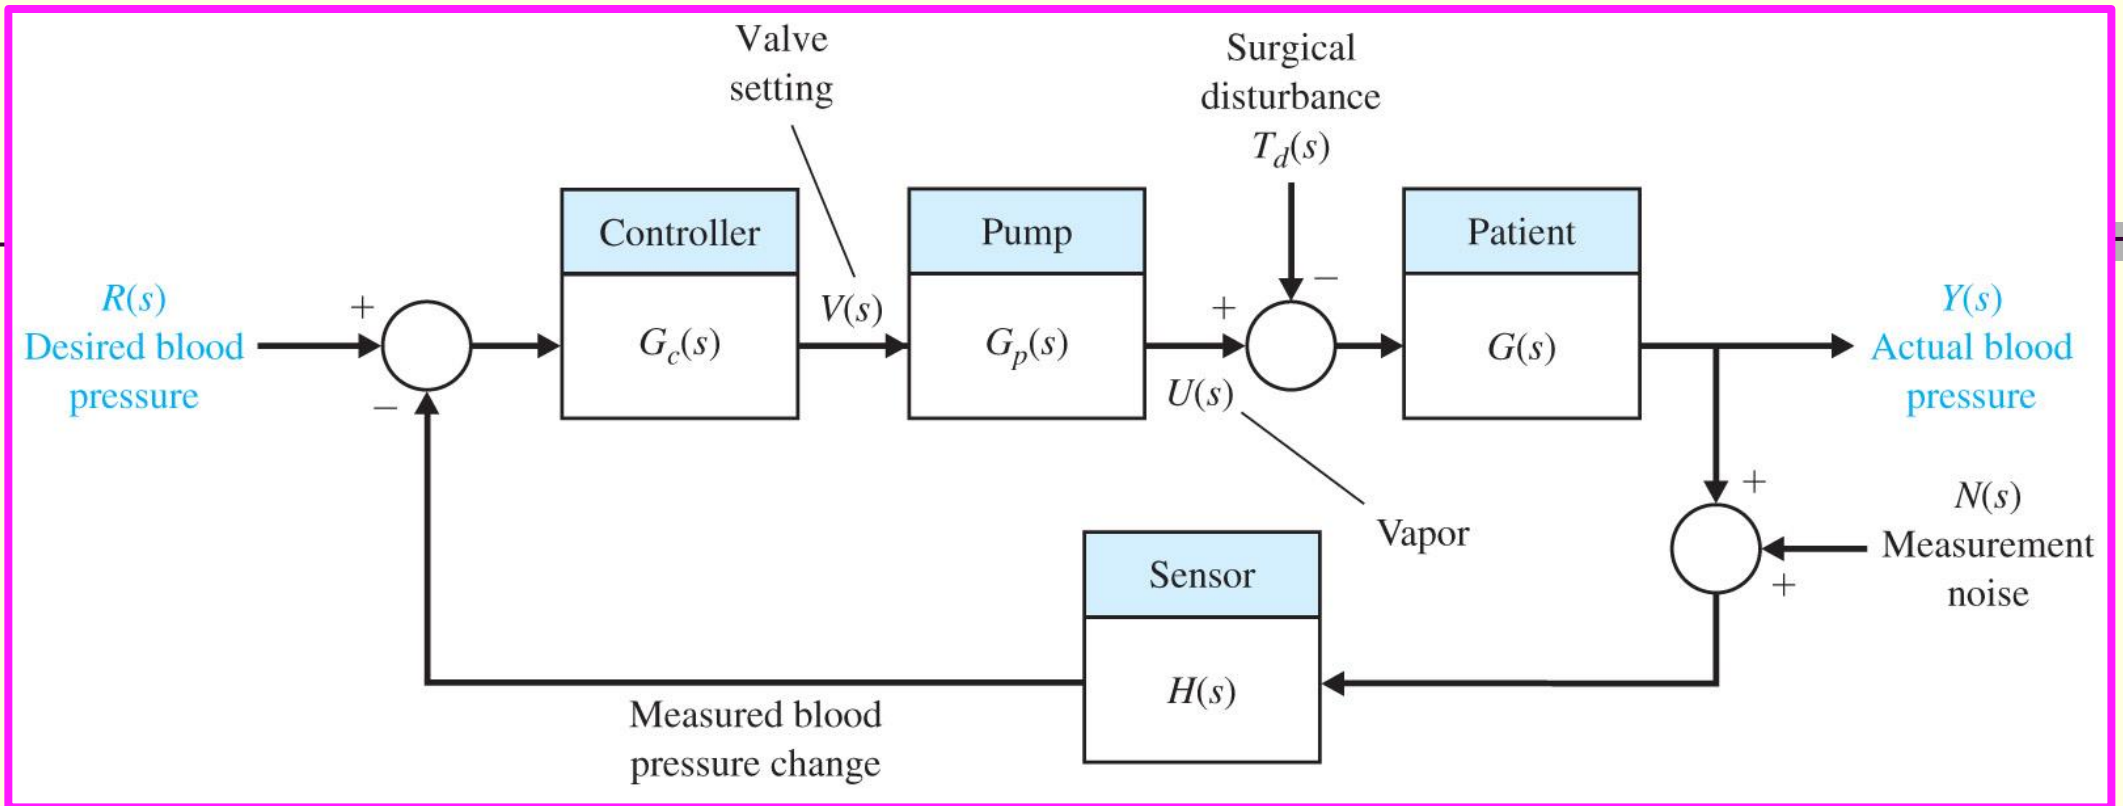 Valve
setting
Surgical
disturbance
T_d(s)
Controller
Pump
Patient
R(s)
Desired blood
pressure
+
−
G_c(s)
V(s)
G_p(s)
+
−
U(s)
G(s)
Y(s)
Actual blood
pressure
Vapor
+
+
N(s)
Measurement
noise
Sensor
H(s)
Measured blood
pressure change